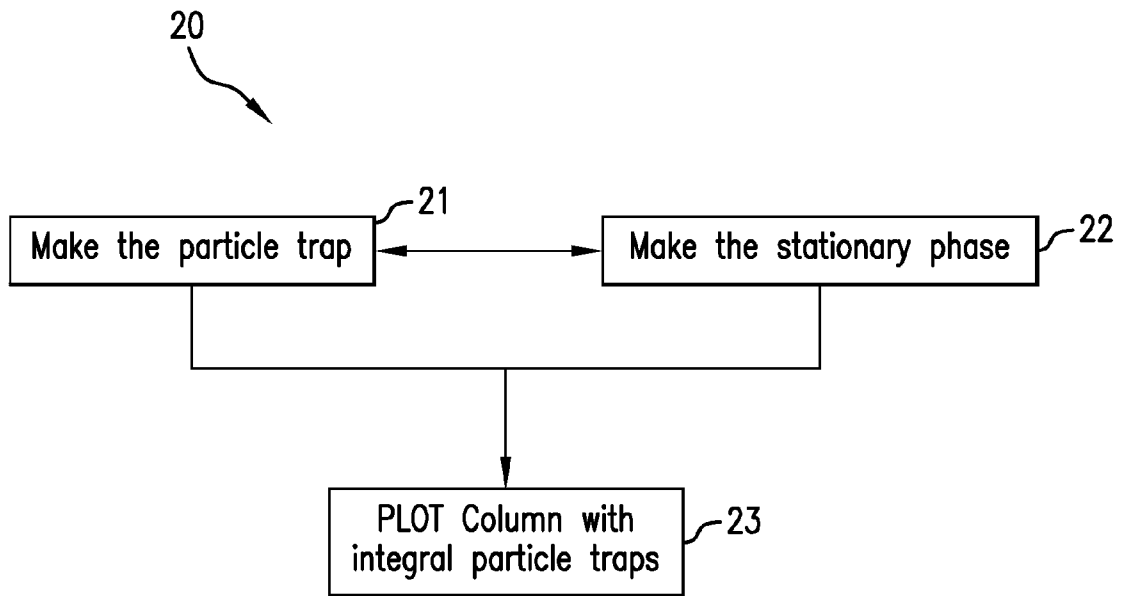 20
21
Make the particle trap
Make the stationary phase
22
PLOT Column with
integral particle traps
23